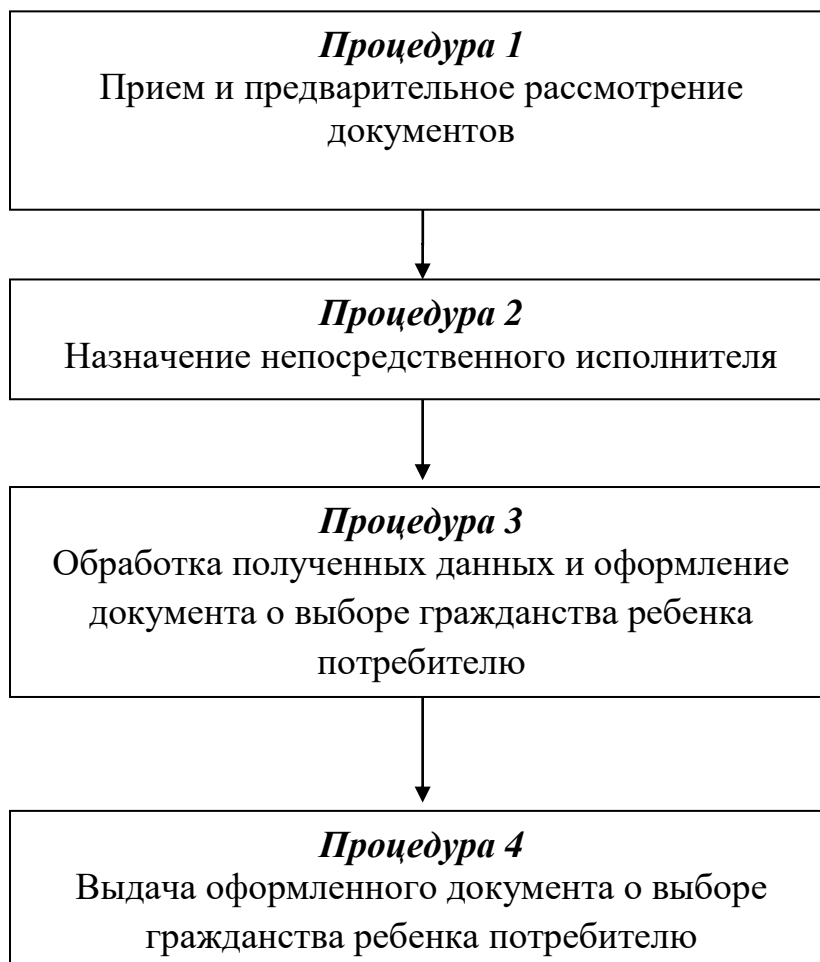 Процедура 1
Прием и предварительное рассмотрение
документов
Процедура 2
Назначение непосредственного исполнителя
Процедура 3
Обработка полученных данных и оформление
документа о выборе гражданства ребенка
потребителю
Процедура 4
Выдача оформленного документа о выборе
гражданства ребенка потребителю